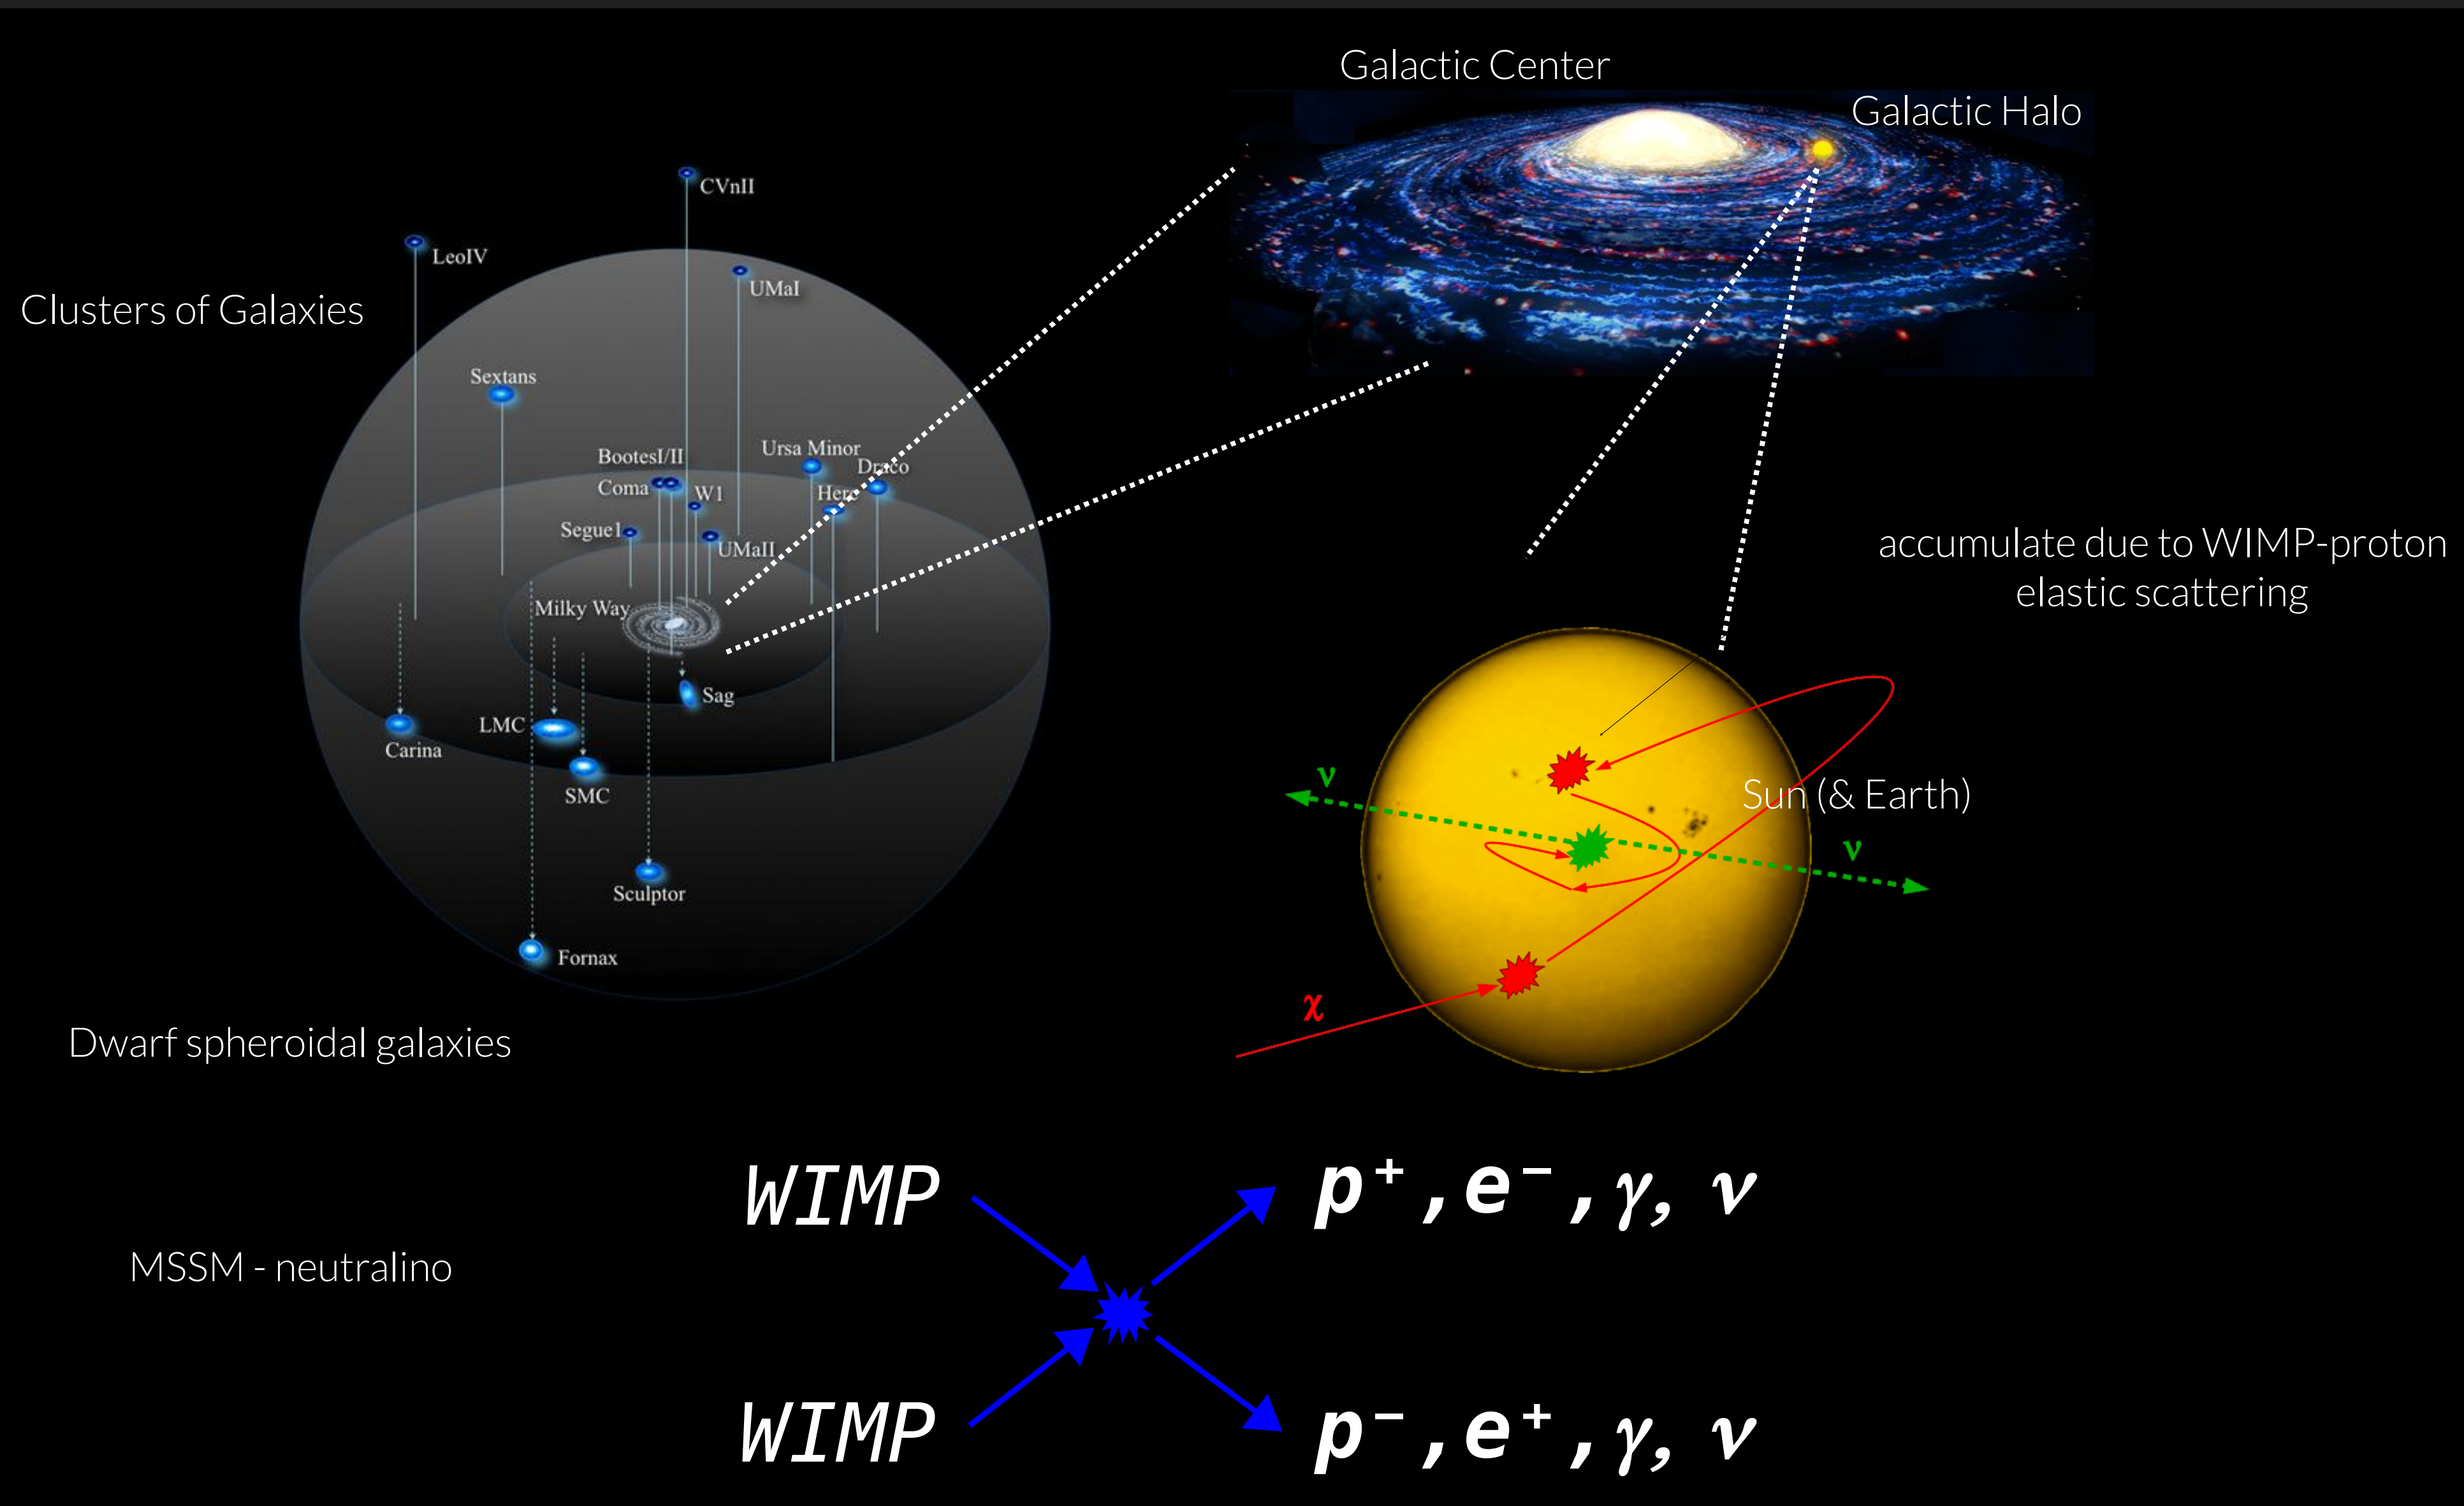 Galactic Center
Galactic Halo
CVnII
LeoIV
UMaI
Clusters of Galaxies
Sextans
BootesI/II
Ursa Minor
Draco
Coma
W1
Herc
Segue1
UMaII
accumulate due to WIMP-proton
elastic scattering
Milky Way
Sag
LMC
Carina
SMC
Sculptor
Fornax
ν
Sun (& Earth)
ν
χ
Dwarf spheroidal galaxies
WIMP
p⁺,e⁻,γ, ν
MSSM - neutralino
WIMP
p⁻,e⁺,γ, ν